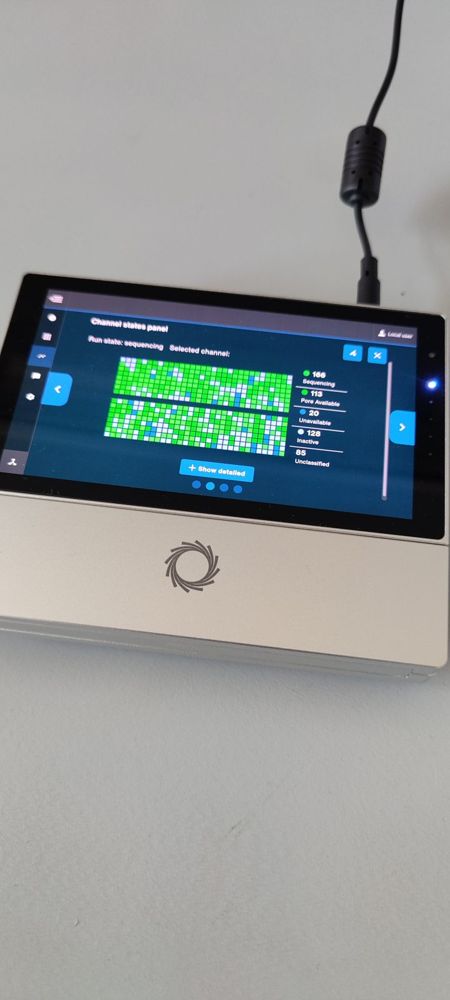 Local user
Channel states panel
Run state: sequencing Selected channel:
166
Sequencing
113
Pore Available
20
Unavailable
128
Inactive
85
Unclassified
+ Show detailed